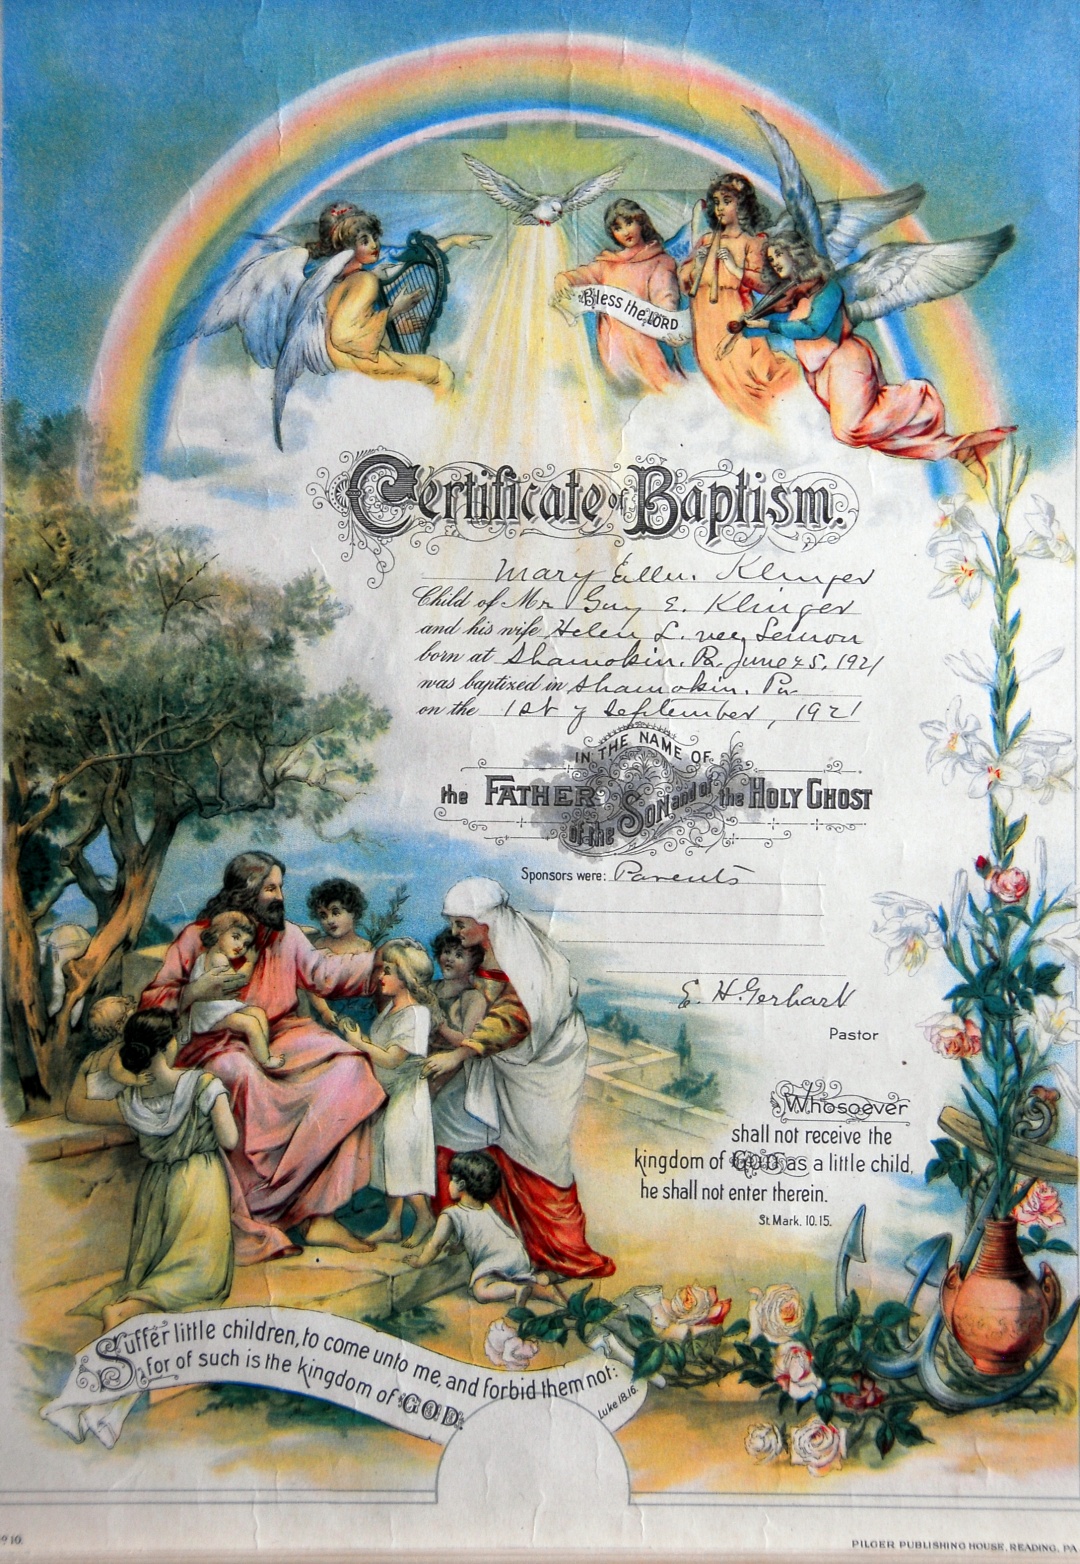 Bless the LORD
Certificate of Baptism.
Mary Ellen. Klinger
Child of Mr Guy E. Klinger
and his wife Helen L. nee Lemon
born at Shamokin. Pa. June 25, 1921
was baptized in Shamokin. Pa
on the 1st of September, 1921
IN THE NAME OF
the FATHER of the SON and of the HOLY GHOST
Sponsors were: Parents
E. H. Gerhart
Pastor
Whosoever
shall not receive the
kingdom of GOD as a little child,
he shall not enter therein.
St. Mark. 10. 15.
Suffer little children, to come unto me, and forbid them not:
for of such is the kingdom of GOD.
Luke 18.16.
№ 10.
PILGER PUBLISHING HOUSE, READING, PA